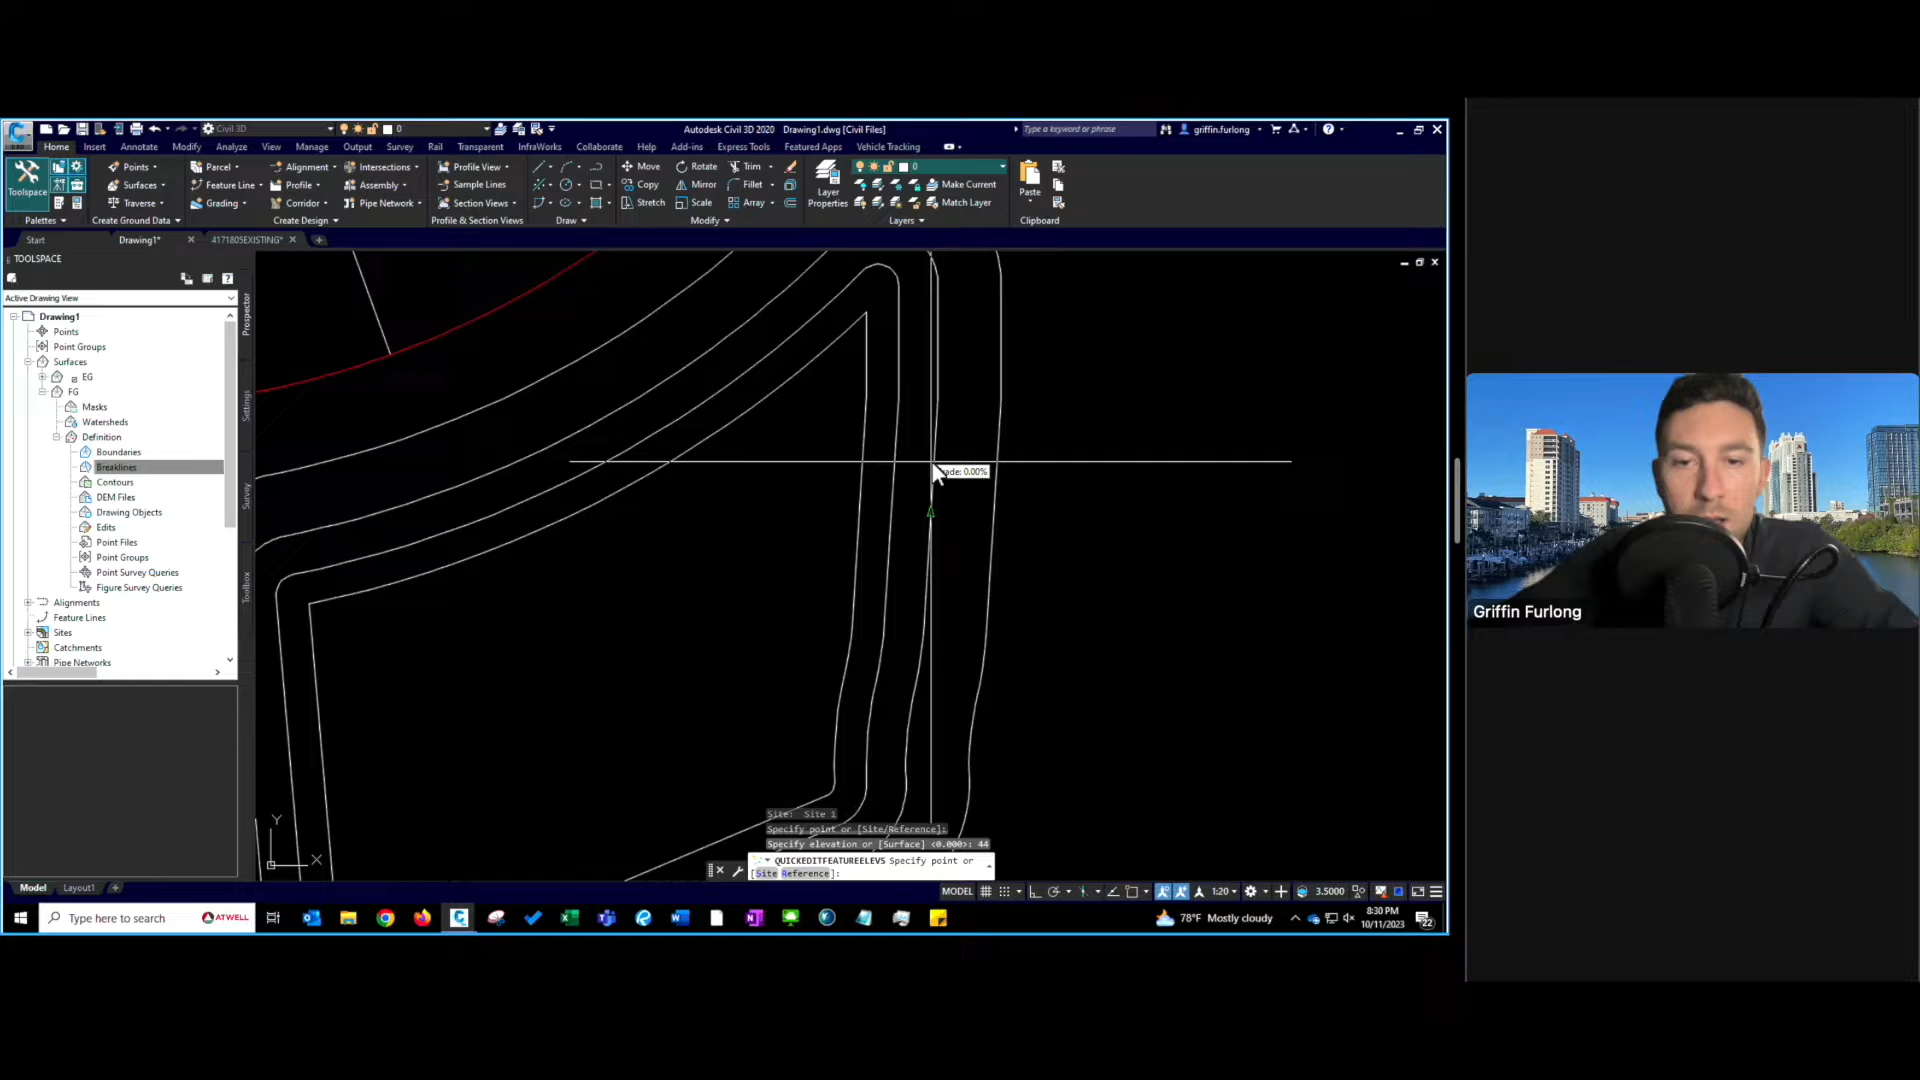 Civil 3D
0
Autodesk Civil 3D 2020 Drawing1.dwg [Civil Files]
Type a keyword or phrase
griffin.furlong
Home Insert Annotate Modify Analyze View Manage Output Survey Rail Transparent InfraWorks Collaborate Help Add-ins Express Tools Featured Apps Vehicle Tracking
Toolspace
Points
Surfaces
Traverse
Parcel
Feature Line
Grading
Alignment
Profile
Corridor
Intersections
Assembly
Pipe Network
Profile View
Sample Lines
Section Views
Move
Copy
Stretch
Rotate
Mirror
Scale
Trim
Fillet
Array
Layer
Properties
0
Make Current
Match Layer
Paste
Palettes
Create Ground Data
Create Design
Profile & Section Views
Draw
Modify
Layers
Clipboard
Start
Drawing1*
4171805EXISTING*
TOOLSPACE
Active Drawing View
Drawing1
Points
Point Groups
Surfaces
EG
FG
Masks
Watersheds
Definition
Boundaries
Breaklines
Contours
DEM Files
Drawing Objects
Edits
Point Files
Point Groups
Point Survey Queries
Figure Survey Queries
Alignments
Feature Lines
Sites
Catchments
Pipe Networks
Prospector
Settings
Survey
Toolbox
0.00%
Y
X
Site: Site 1
Specify point or [Site/Reference]:
Specify elevation or [Surface] <0.000>: 44
QUICKEDITFEATUREELEVS Specify point or
[Site Reference]:
Model
Layout1
MODEL
1:20
3.5000
Type here to search
ATWELL
78°F Mostly cloudy
8:30 PM
10/11/2023
22
Griffin Furlong